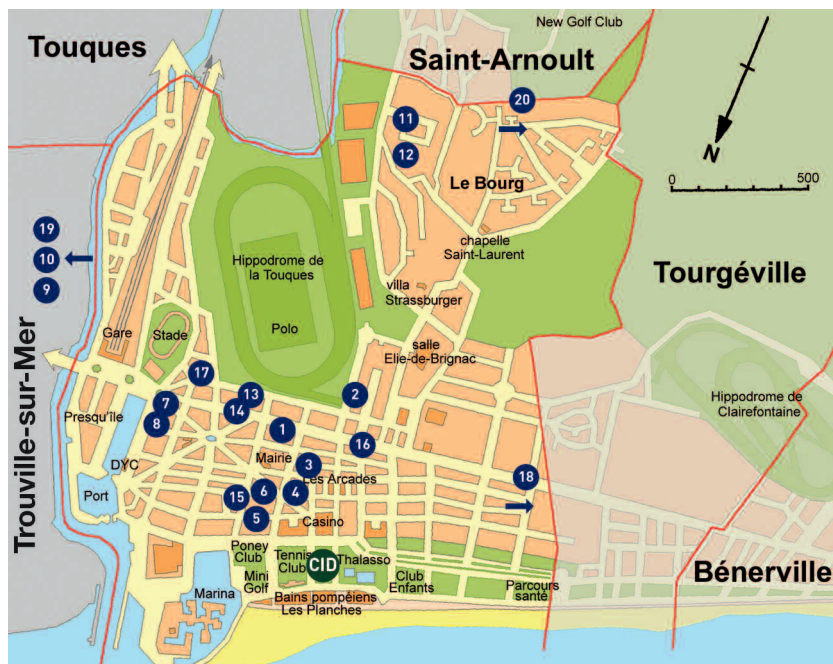 New Golf Club
Touques
Saint-Arnoult
20
11
12
N
Le Bourg
0 500
19
10
9
chapelle
Saint-Laurent
Hippodrome de
la Touques
Tourgéville
villa
Strassburger
Polo
Gare
Stade
salle
Elie-de-Brignac
Trouville-sur-Mer
17
13
2
Hippodrome de
Clairefontaine
7
14
Presqu'île
8
1
16
Mairie
DYC
3
Les Arcades
18
Port
15
6
4
5
Casino
Poney
Club
Tennis
Club
CID
Thalasso
Bénerville
Mini
Golf
Club
Enfants
Parcours
santé
Marina
Bains pompéiens
Les Planches